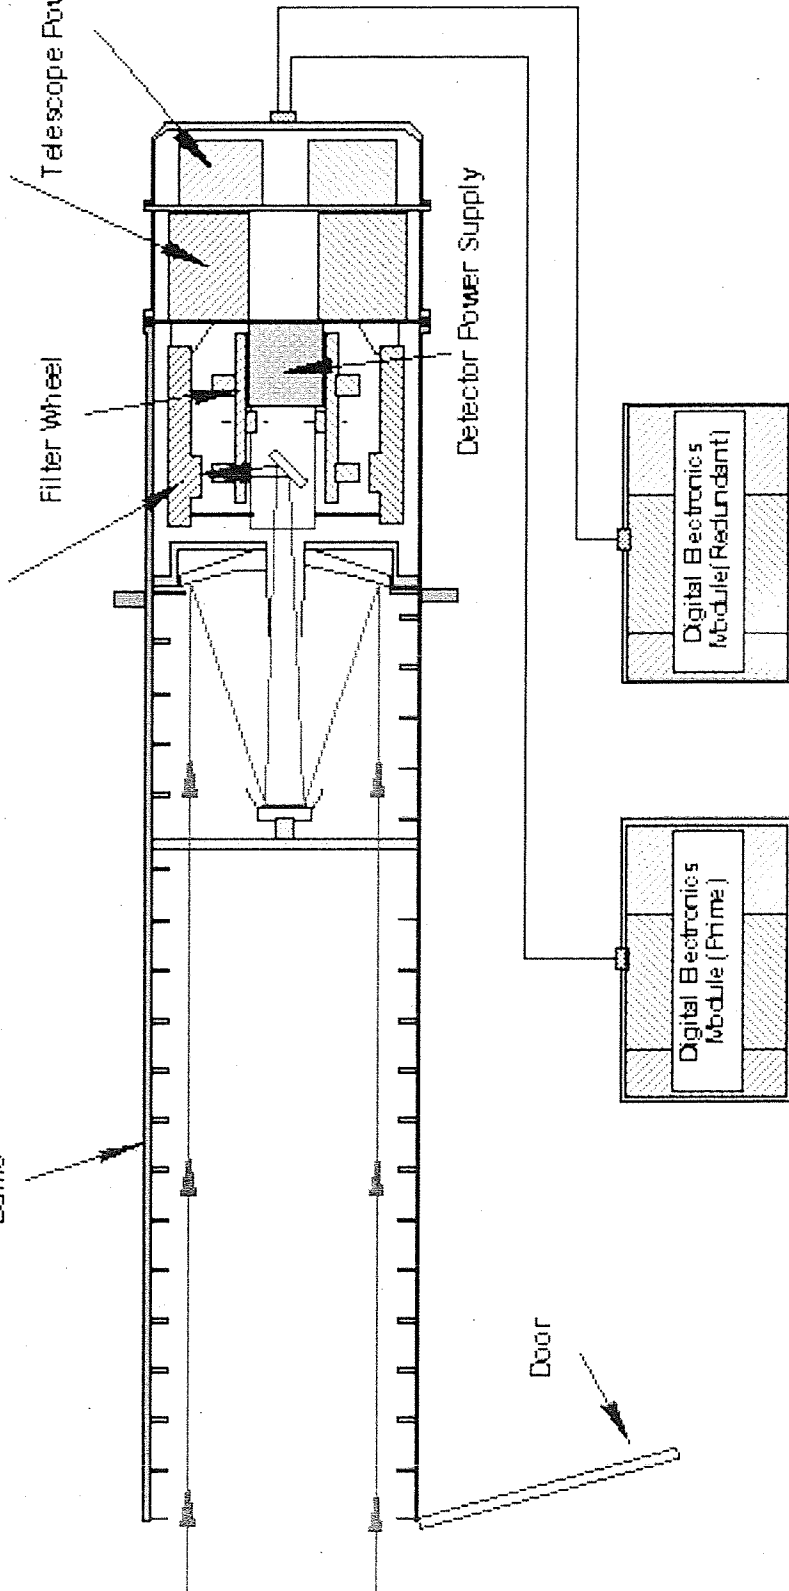 Telescope Pow
Filter Wheel
Detector Power Supply
Digital Electronics
Module(Redundant)
Digital Electronics
Module (Prime)
Door